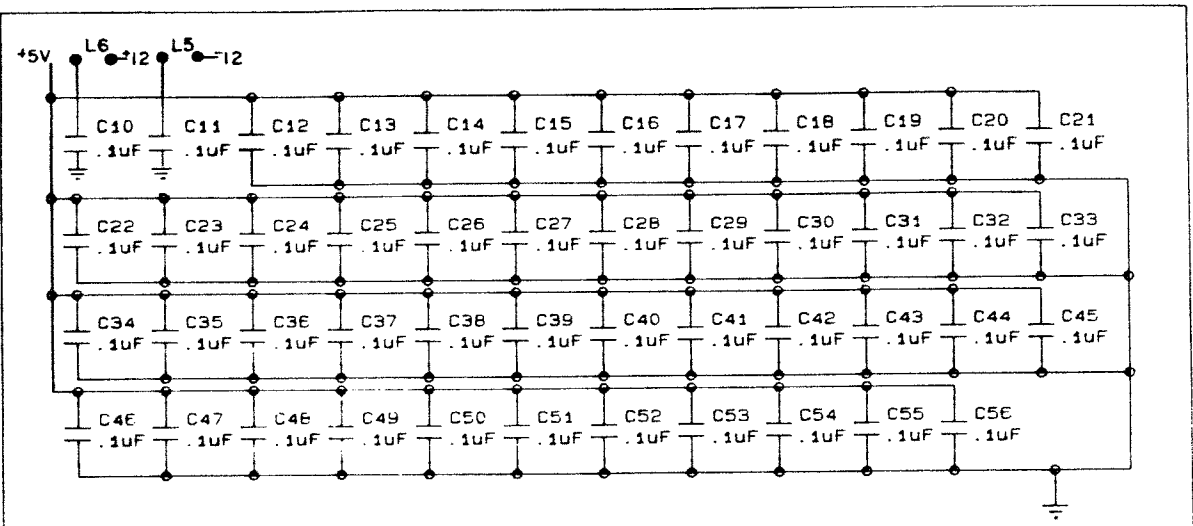 +5V L6 +12 L5 -12
C10 C11 C12 C13 C14 C15 C16 C17 C18 C19 C20 C21
.1uF .1uF .1uF .1uF .1uF .1uF .1uF .1uF .1uF .1uF .1uF .1uF
C22 C23 C24 C25 C26 C27 C28 C29 C30 C31 C32 C33
.1uF .1uF .1uF .1uF .1uF .1uF .1uF .1uF .1uF .1uF .1uF .1uF
C34 C35 C36 C37 C38 C39 C40 C41 C42 C43 C44 C45
.1uF .1uF .1uF .1uF .1uF .1uF .1uF .1uF .1uF .1uF .1uF .1uF
C46 C47 C48 C49 C50 C51 C52 C53 C54 C55 C56
.1uF .1uF .1uF .1uF .1uF .1uF .1uF .1uF .1uF .1uF .1uF